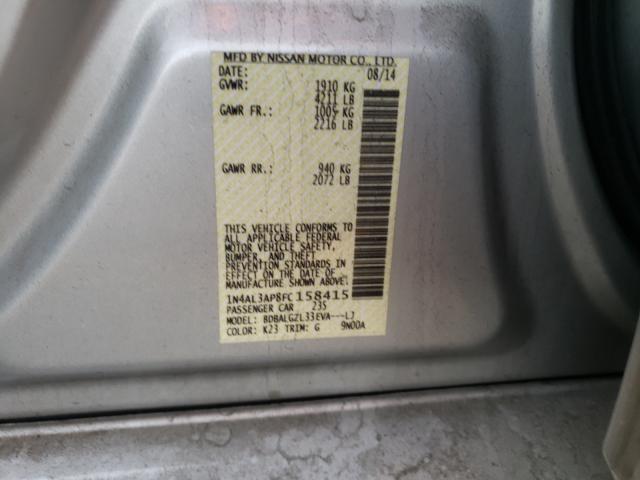 MFD BY NISSAN MOTOR CO., LTD.
DATE: 08/14
GVWR: 1910 KG
4211 LB
GAWR FR.: 1005 KG
2216 LB
GAWR RR.: 940 KG
2072 LB
THIS VEHICLE CONFORMS TO
ALL APPLICABLE FEDERAL
MOTOR VEHICLE SAFETY,
BUMPER, AND THEFT
PREVENTION STANDARDS IN
EFFECT ON THE DATE OF
MANUFACTURE SHOWN ABOVE.
1N4AL3AP8FC158415
PASSENGER CAR 235
MODEL: BDBALGZL33EVA---LJ
COLOR: K23 TRIM: G 9N00A